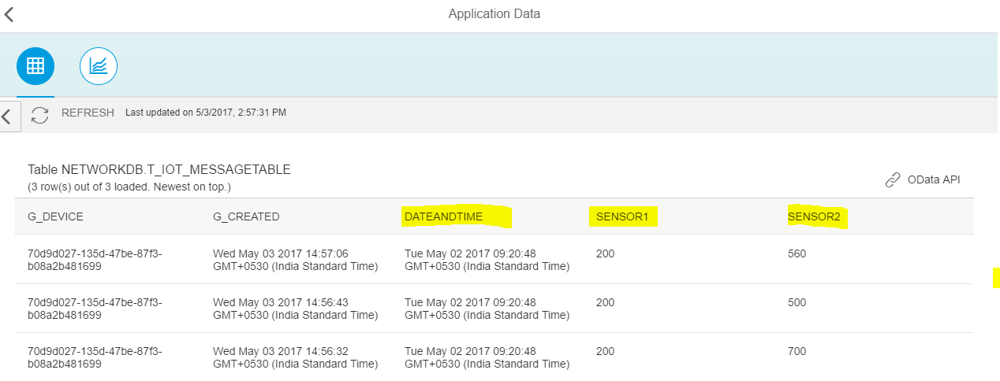 Application Data
REFRESH Last updated on 5/3/2017, 2:57:31 PM
Table NETWORKDB.T_IOT_MESSAGETABLE
(3 row(s) out of 3 loaded. Newest on top.)
OData API
G_DEVICE G_CREATED DATEANDTIME SENSOR1 SENSOR2
70d9d027-135d-47be-87f3- Wed May 03 2017 14:57:06 Tue May 02 2017 09:20:48 200 560
b08a2b481699 GMT+0530 (India Standard Time) GMT+0530 (India Standard Time)
70d9d027-135d-47be-87f3- Wed May 03 2017 14:56:43 Tue May 02 2017 09:20:48 200 500
b08a2b481699 GMT+0530 (India Standard Time) GMT+0530 (India Standard Time)
70d9d027-135d-47be-87f3- Wed May 03 2017 14:56:32 Tue May 02 2017 09:20:48 200 700
b08a2b481699 GMT+0530 (India Standard Time) GMT+0530 (India Standard Time)